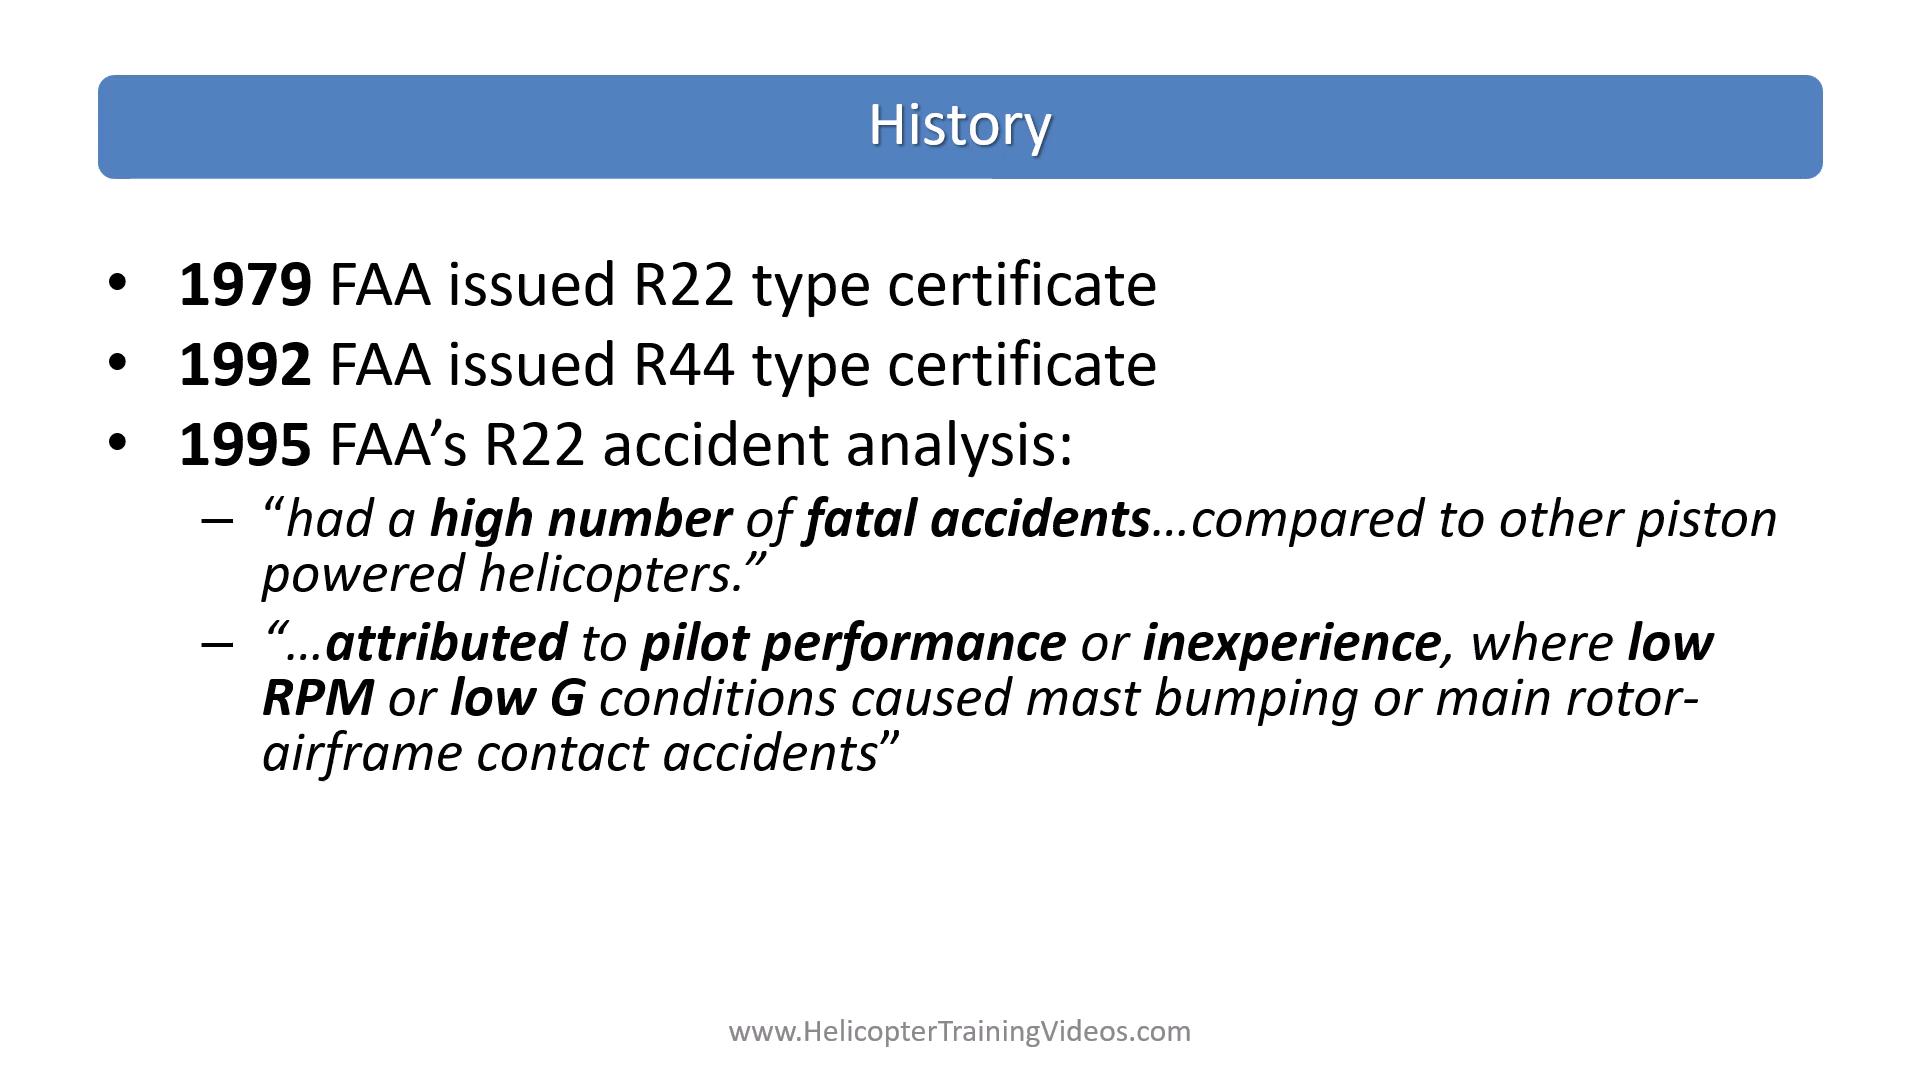 History
• 1979 FAA issued R22 type certificate
• 1992 FAA issued R44 type certificate
• 1995 FAA’s R22 accident analysis:
– “had a high number of fatal accidents…compared to other piston
powered helicopters.”
– “…attributed to pilot performance or inexperience, where low
RPM or low G conditions caused mast bumping or main rotor-
airframe contact accidents”
www.HelicopterTrainingVideos.com